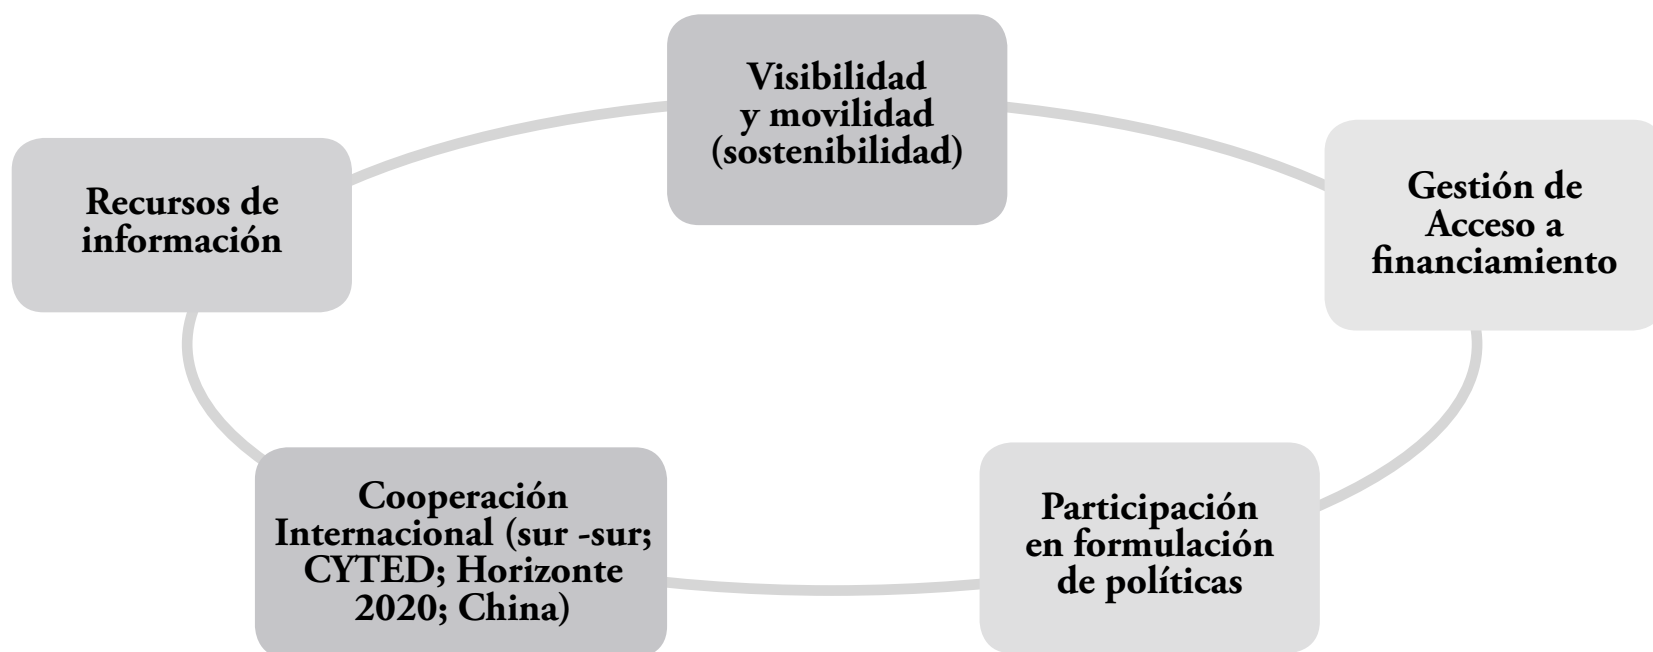 Visibilidad
y movilidad
(sostenibilidad)
Recursos de
información
Gestión de
Acceso a
financiamiento
Cooperación
Internacional (sur -sur;
CYTED; Horizonte
2020; China)
Participación
en formulación
de políticas